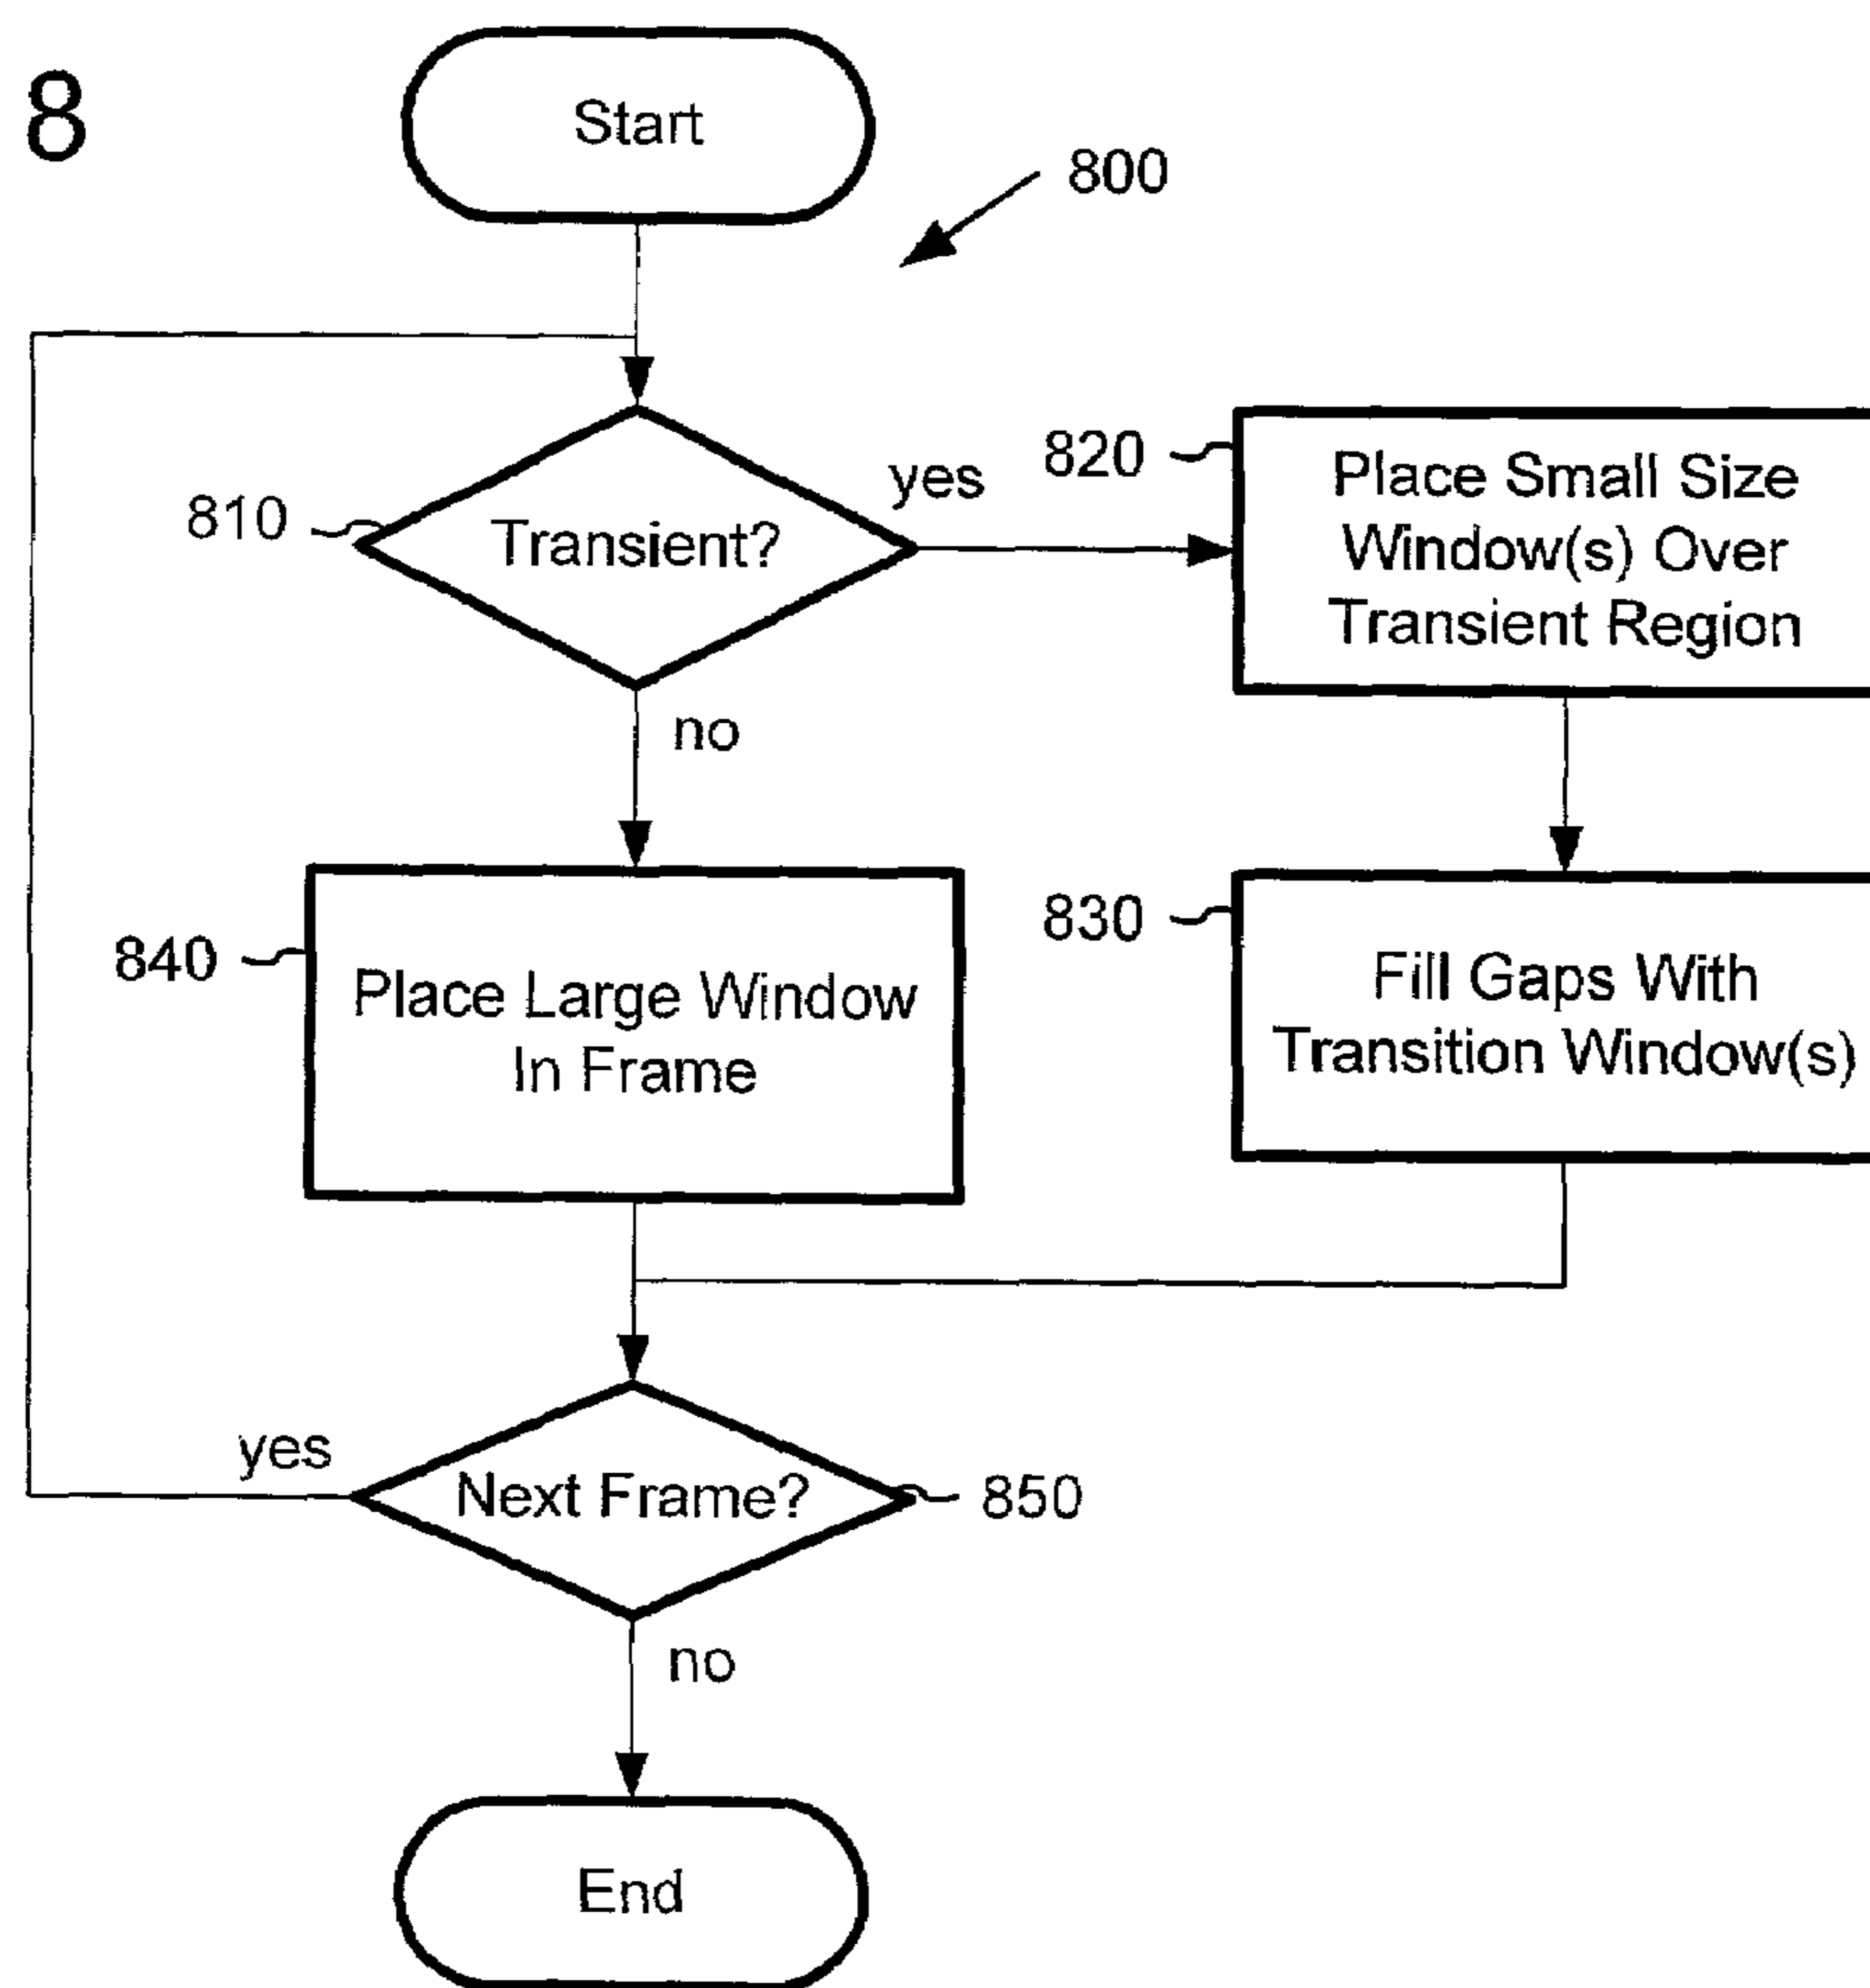 8
Start
800
810
Transient?
yes
820
Place Small Size
Window(s) Over
Transient Region
no
840
Place Large Window
In Frame
830
Fill Gaps With
Transition Window(s)
yes
Next Frame?
850
no
End